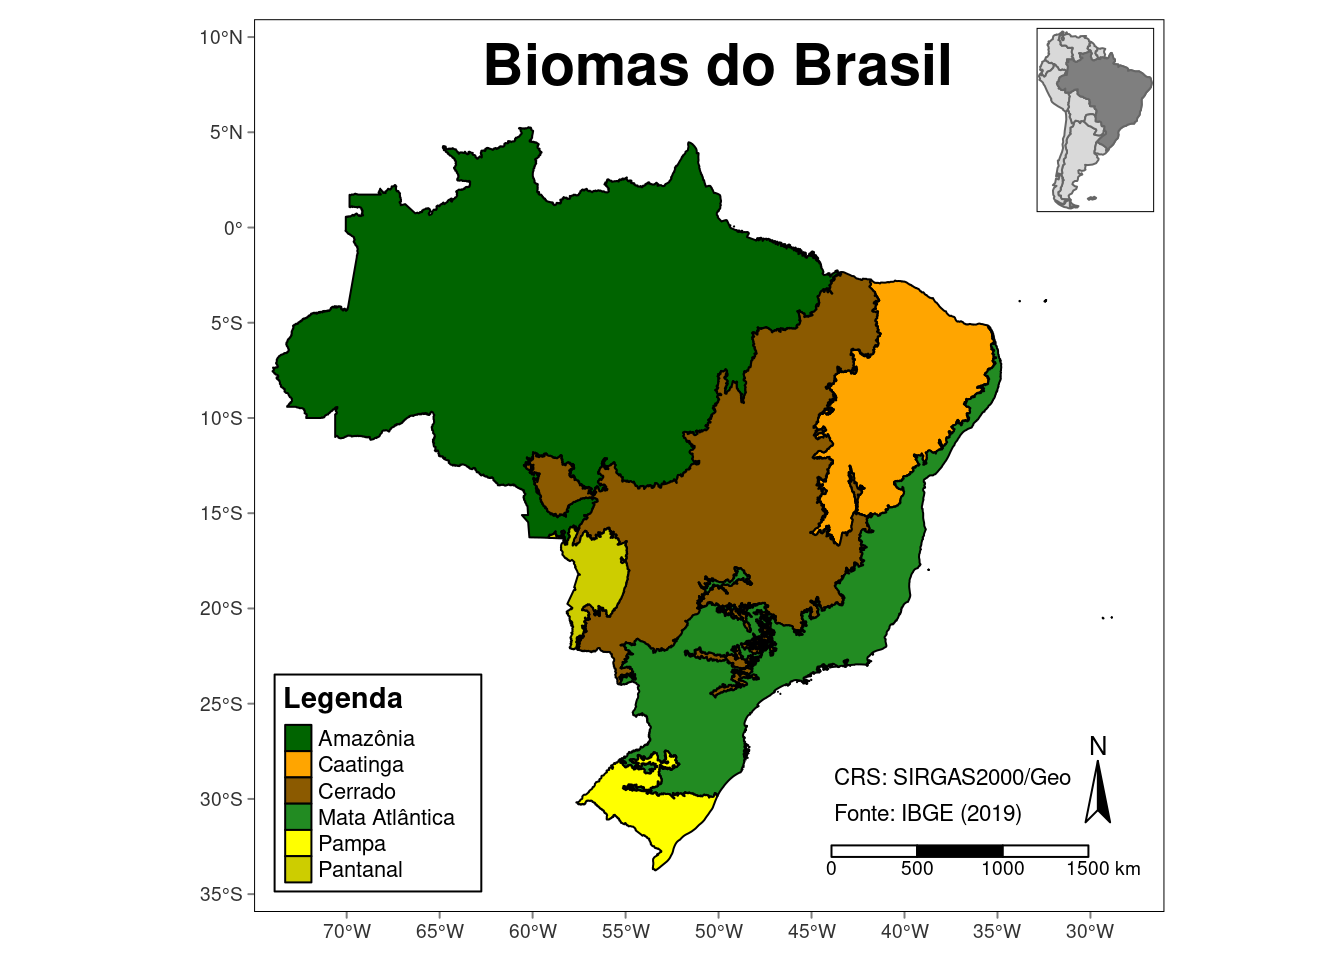 Biomas do Brasil
10°N
5°N
0°
5°S
10°S
15°S
20°S
25°S
30°S
35°S
Legenda
Amazônia
Caatinga
Cerrado
Mata Atlântica
Pampa
Pantanal
N
CRS: SIRGAS2000/Geo
Fonte: IBGE (2019)
0 500 1000 1500 km
70°W 65°W 60°W 55°W 50°W 45°W 40°W 35°W 30°W